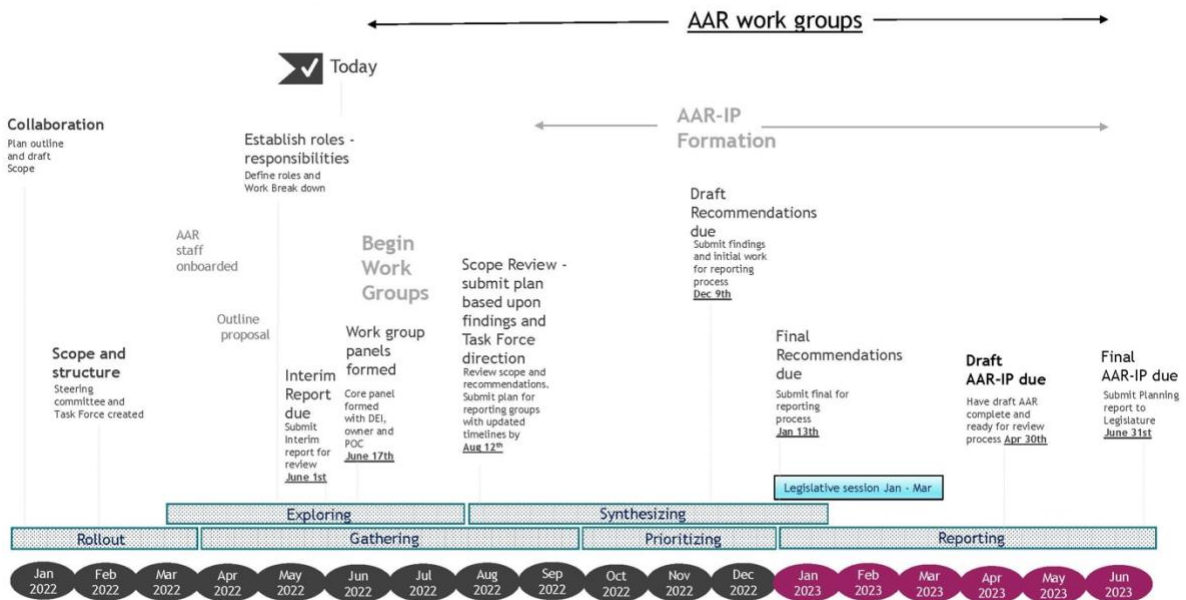 AAR work groups
Today
AAR-IP
Formation
Collaboration
Plan outline
and draft
Scope
Establish roles -
responsibilities
Define roles and
Work Break down
AAR
staff
onboarded
Outline
proposal
Scope and
structure
Steering
committee and
Task Force created
Interim
Report
due
Submit
Interim
report for
review
June 1st
Begin
Work
Groups
Work group
panels
formed
Core panel
formed
with DEI,
owner and
POC
June 17th
Scope Review -
submit plan
based upon
findings and
Task Force
direction
Review scope and
recommendations.
Submit plan for
reporting groups
with updated
timelines by
Aug 12th
Draft
Recommendations
due
Submit findings
and initial work
for reporting
process
Dec 9th
Final
Recommendations
due
Submit final for
reporting
process
Jan 13th
Draft
AAR-IP due
Have draft AAR
complete and
ready for review
process Apr 30th
Final
AAR-IP due
Submit Planning
report to
Legislature
June 31st
Legislative session Jan - Mar
Exploring
Synthesizing
Rollout
Gathering
Prioritizing
Reporting
Jan
2022
Feb
2022
Mar
2022
Apr
2022
May
2022
Jun
2022
Jul
2022
Aug
2022
Sep
2022
Oct
2022
Nov
2022
Dec
2022
Jan
2023
Feb
2023
Mar
2023
Apr
2023
May
2023
Jun
2023